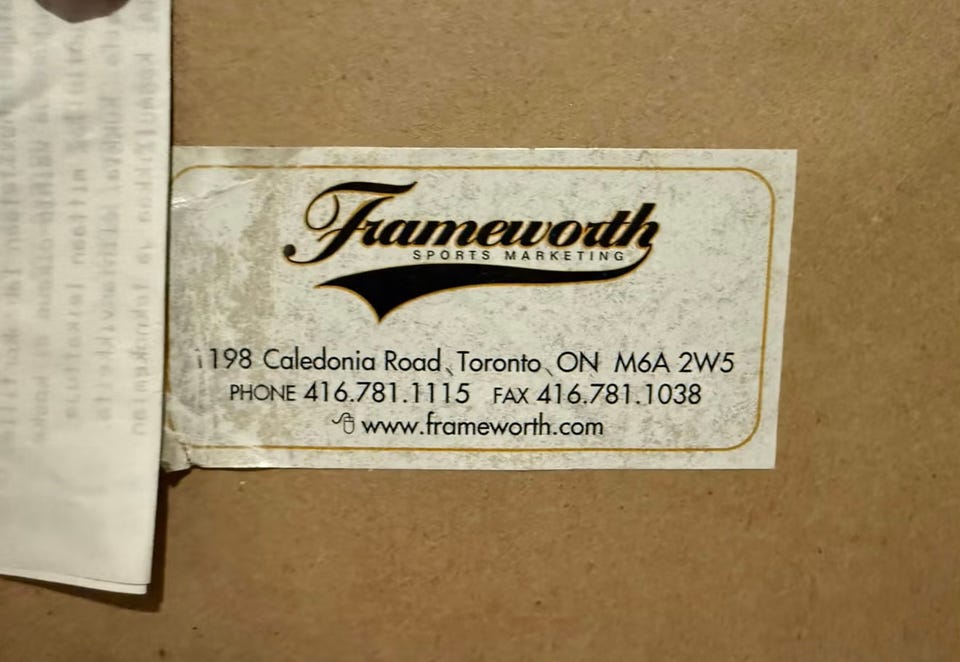 Frameworth
SPORTS MARKETING
1198 Caledonia Road, Toronto, ON M6A 2W5
PHONE 416.781.1115 FAX 416.781.1038
www.frameworth.com